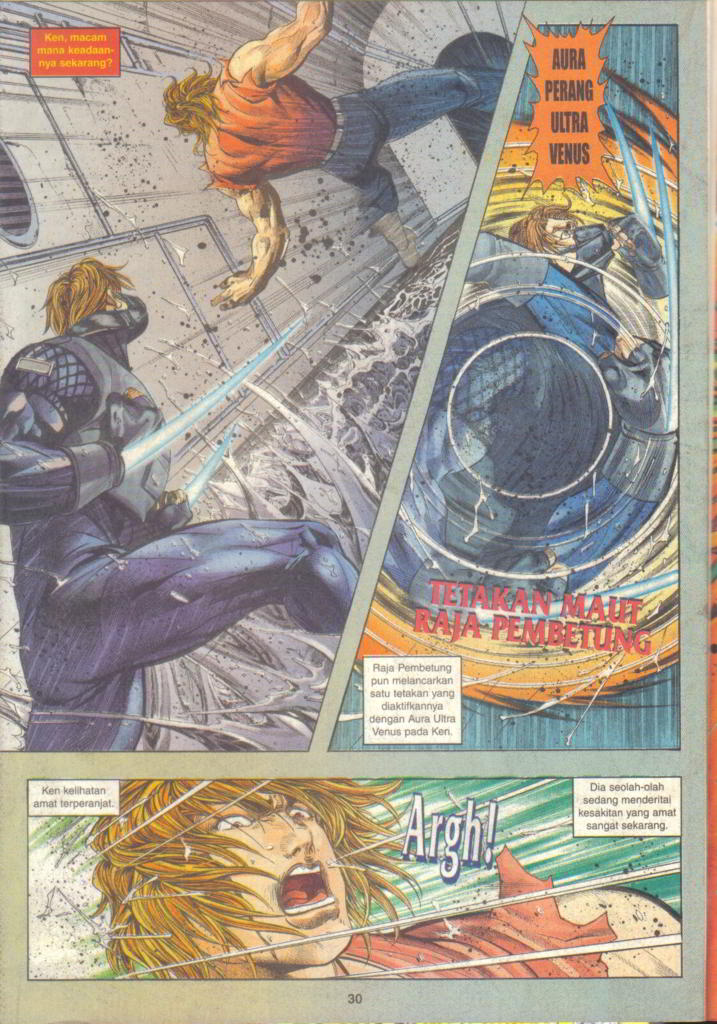 Ken, macam
mana keadaan-
nya sekarang?
AURA
PERANG
ULTRA
VENUS
TETAKAN MAUT
RAJA PEMBETUNG
Raja Pembetung
pun melancarkan
satu tetakan yang
diaktifkannya
dengan Aura Ultra
Venus pada Ken.
Ken kelihatan
amat terperanjat.
Argh!
Dia seolah-olah
sedang menderitai
kesakitan yang amat
sangat sekarang.
30